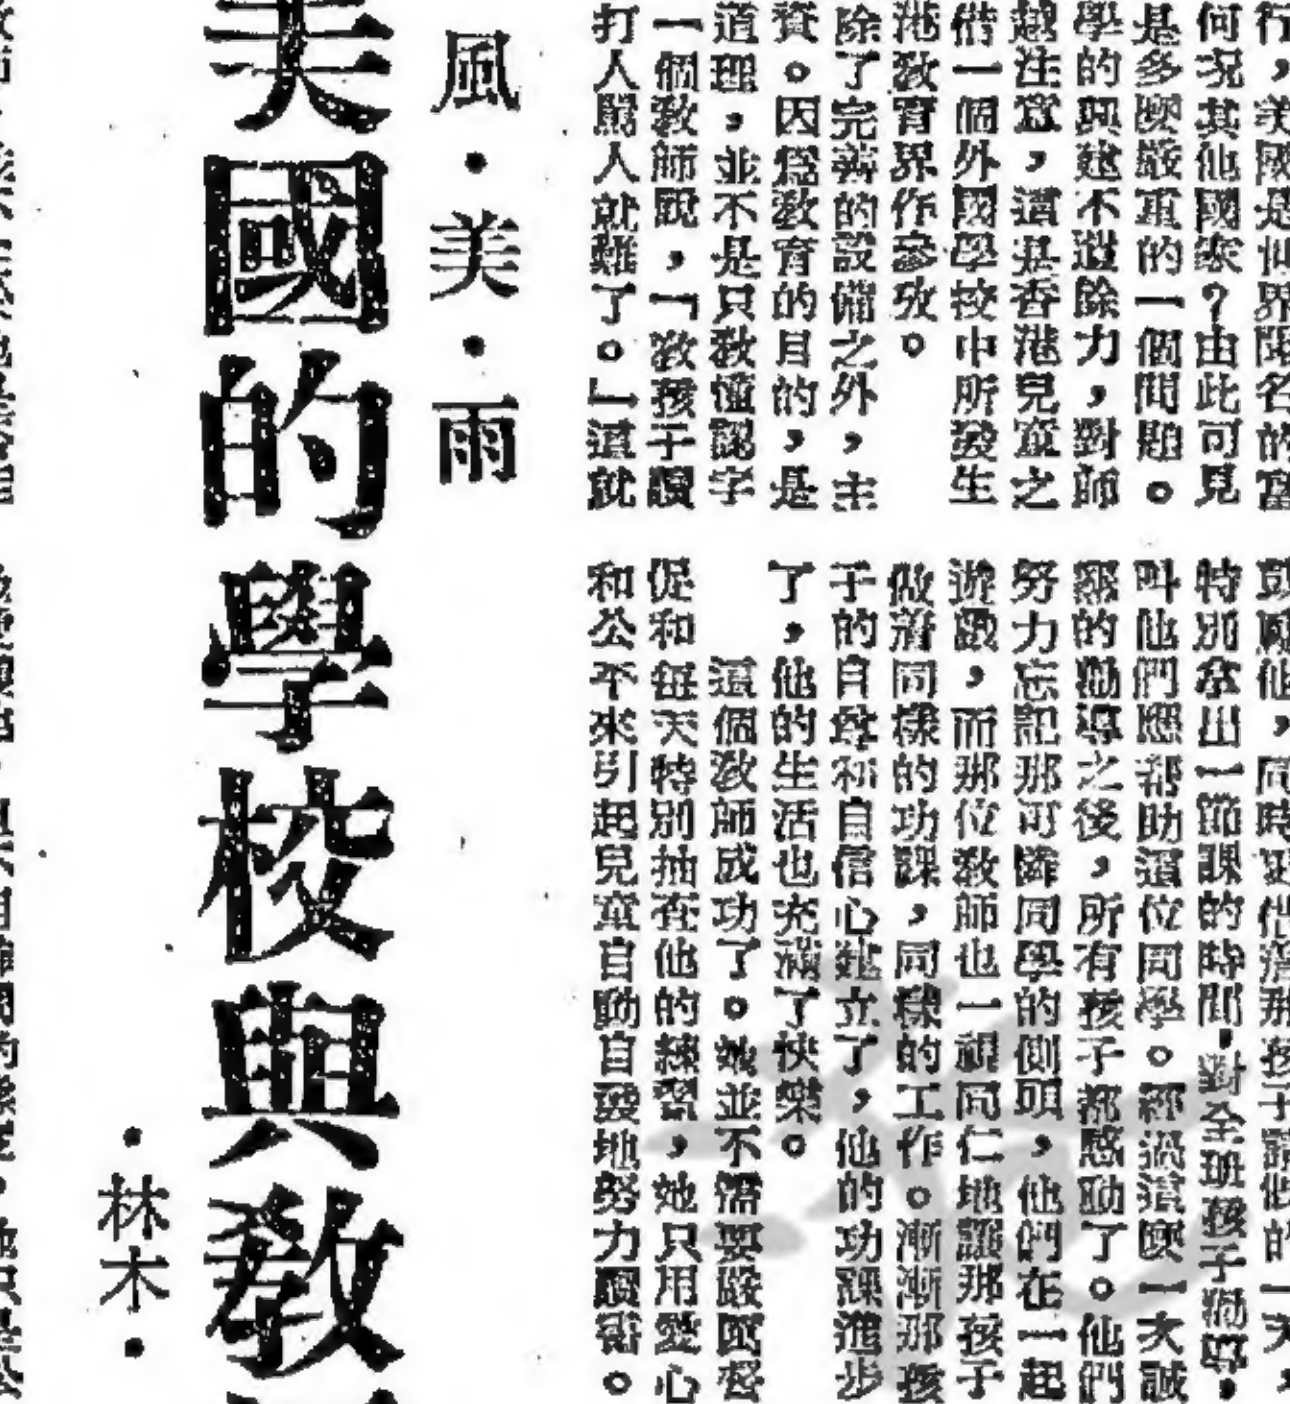 行，美國是世界聞名的富
何況其他國家？由此可見
是多麼嚴重的一個問題。
學的興建不遺餘力，對師
越注意，還是香港兒童之
借一個外國學校中所發生
港教育界作參攷。
除了完善的設備之外，主
資。因爲教育的目的，是
道理，並不是只教懂認字
一個教師說，「教孩子讀
打人罵人就難了。」這就
鼓勵他，同時
特別拿出一節課的時間，對全班孩子勸導，
叫他們應帮助這位同學。經過這麼一次誠
懇的勸導之後，所有孩子都感動了。他們
努力忘記那可憐同學的側頭，他們在一起
遊戲，而那位教師也一視同仁地讓那孩子
做着同樣的功課，同樣的工作。漸漸那孩
子的自尊和自信心建立了，他的功課進步
了，他的生活也充滿了快樂。
這個教師成功了。她並不需要嚴厲督
促和每天特別抽查他的練習，她只用愛心
和公平來引起兒童自動自發地努力讀書。
風·美·雨
美國的學校與教
·林木·